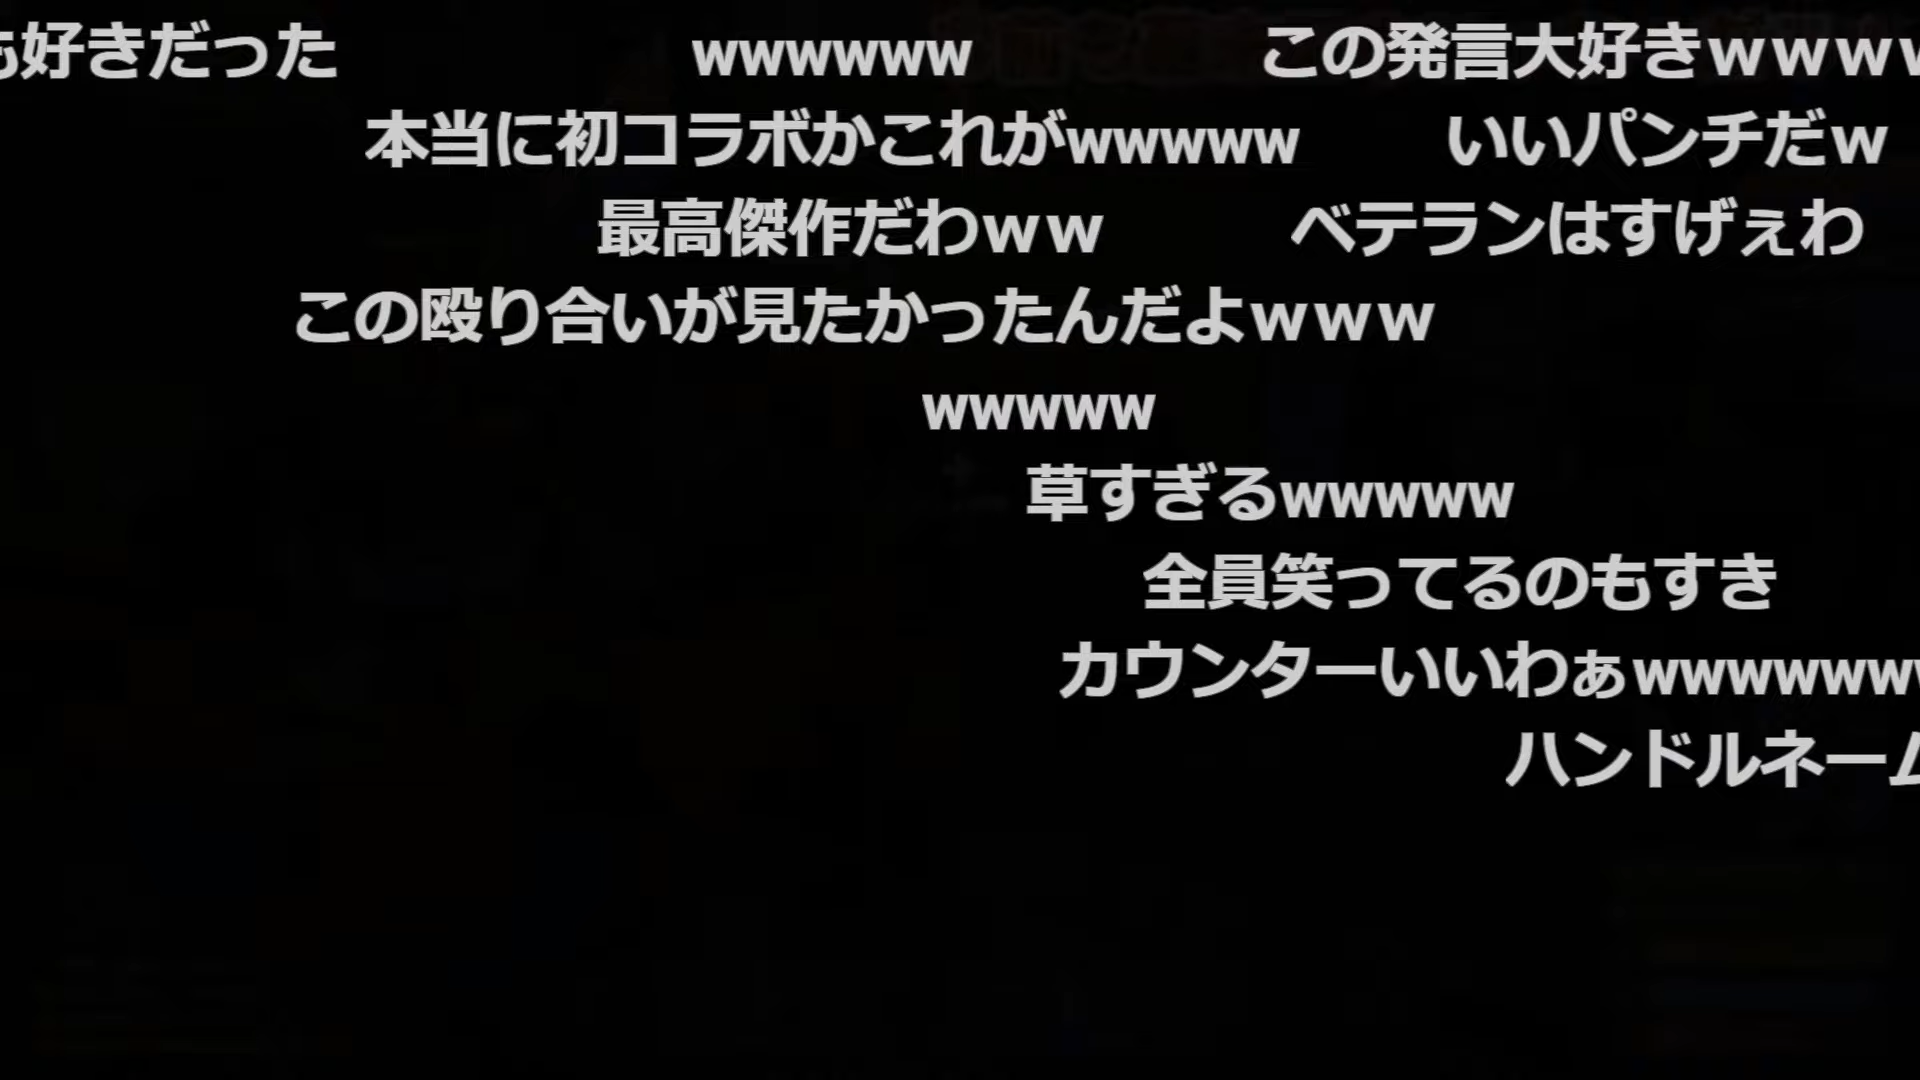 も好きだった wwwwww この発言大好きｗｗｗｗ
本当に初コラボかこれがwwwww いいパンチだｗ
最高傑作だわｗｗ ベテランはすげぇわ
この殴り合いが見たかったんだよｗｗｗ
wwwww
草すぎるwwwww
全員笑ってるのもすき
カウンターいいわぁwwwwwww
ハンドルネーム